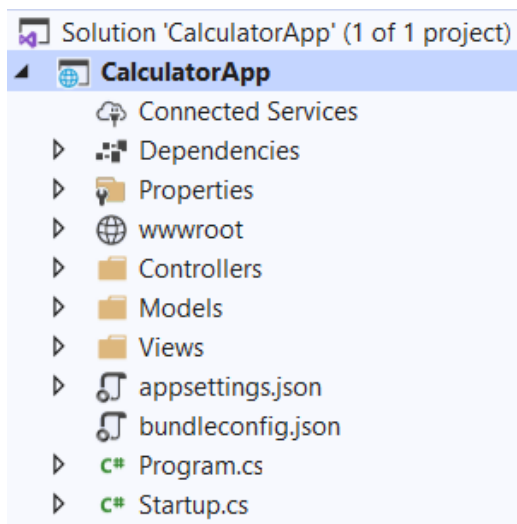 Solution 'CalculatorApp' (1 of 1 project)
CalculatorApp
Connected Services
Dependencies
Properties
wwwroot
Controllers
Models
Views
appsettings.json
bundleconfig.json
C# Program.cs
C# Startup.cs